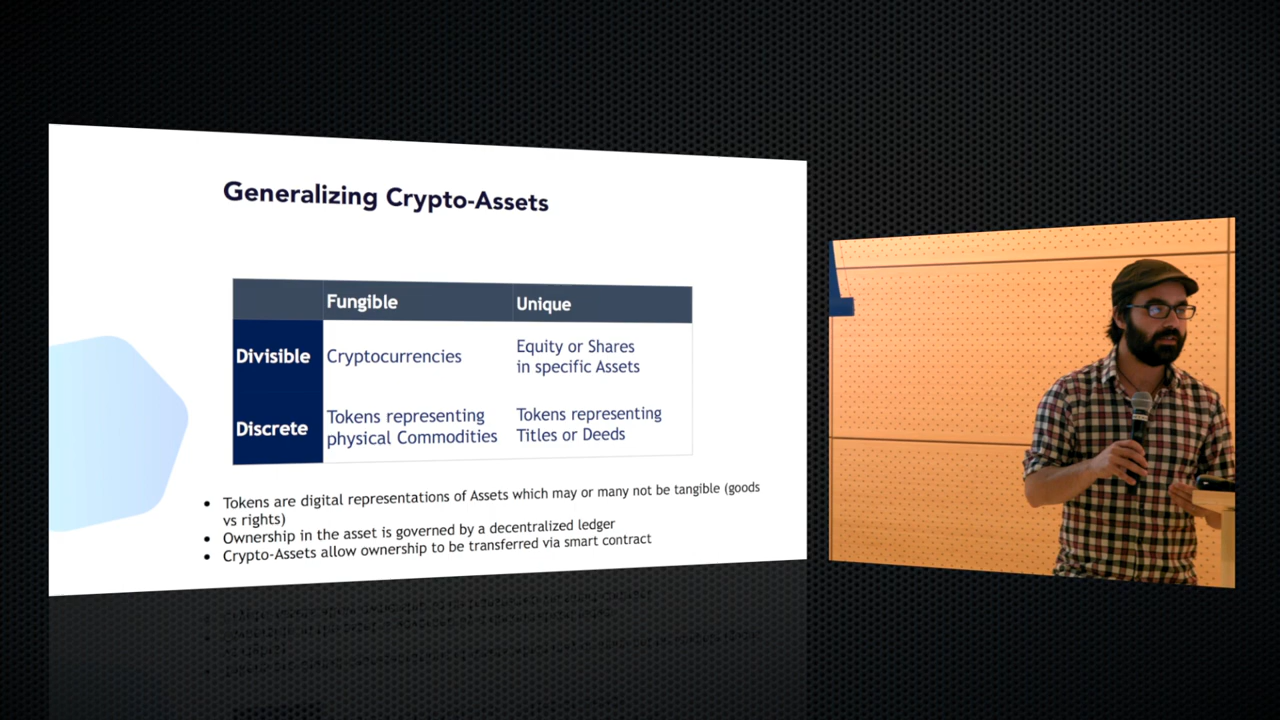 Generalizing Crypto-Assets
Fungible
Unique
Divisible
Cryptocurrencies
Equity or Shares
in specific Assets
Discrete
Tokens representing
physical Commodities
Tokens representing
Titles or Deeds
• Tokens are digital representations of Assets which may or many not be tangible (goods
vs rights)
• Ownership in the asset is governed by a decentralized ledger
• Crypto-Assets allow ownership to be transferred via smart contract